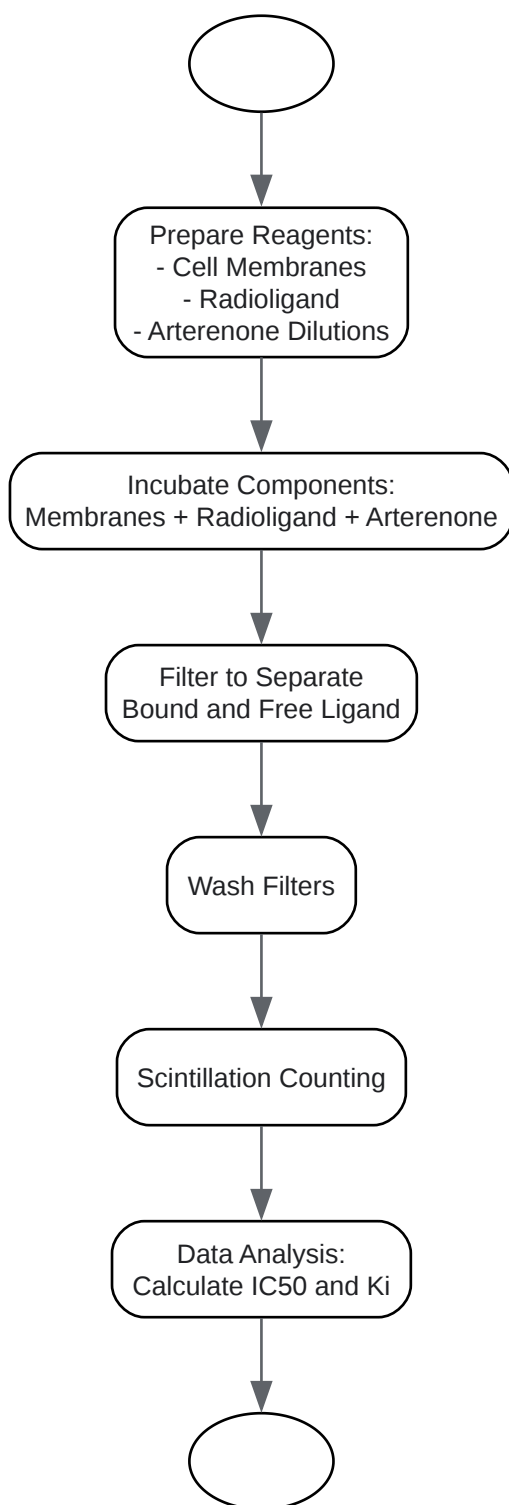 Prepare Reagents:
- Cell Membranes
- Radioligand
- Arterenone Dilutions
Incubate Components:
Membranes + Radioligand + Arterenone
Filter to Separate
Bound and Free Ligand
Wash Filters
Scintillation Counting
Data Analysis:
Calculate IC50 and Ki